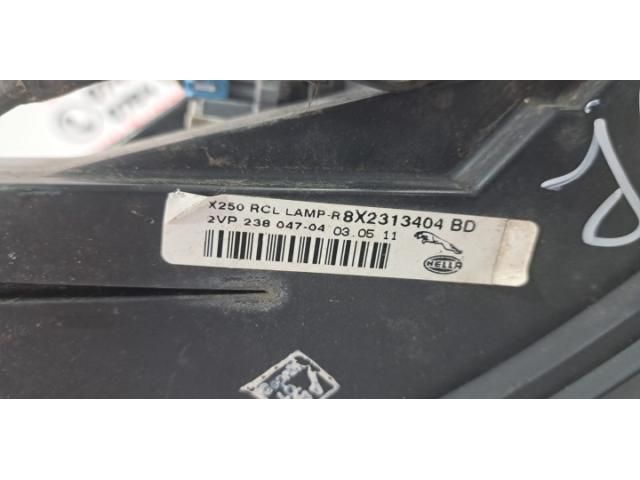 X250 RCL LAMP-R 8X2313404 BD
2VP 238 047-04 03.05 11
HELLA